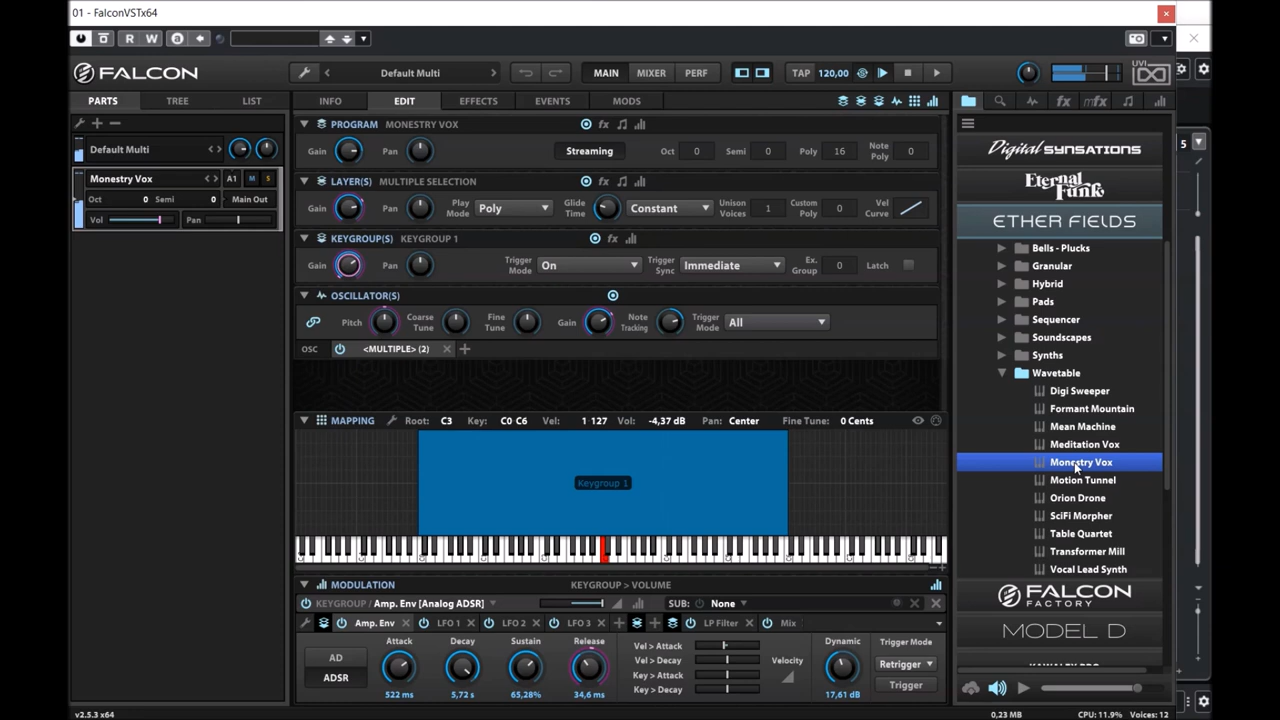 01 - FalconVSTx64
R W
FALCON
Default Multi
MAIN MIXER PERF
TAP 120,00
UVI
PARTS TREE LIST
INFO EDIT EFFECTS EVENTS MODS
Default Multi
Monestry Vox A1 M S
Oct 0 Semi 0 Main Out
Vol Pan
PROGRAM MONESTRY VOX
Gain Pan Streaming Oct 0 Semi 0 Poly 16 Note Poly 0
LAYER(S) MULTIPLE SELECTION
Gain Pan Play Mode Poly Glide Time Constant Unison Voices 1 Custom Poly 0 Vel Curve
KEYGROUP(S) KEYGROUP 1
Gain Pan Trigger Mode On Trigger Sync Immediate Ex. Group 0 Latch
OSCILLATOR(S)
Pitch Coarse Tune Fine Tune Gain Note Tracking Trigger Mode All
OSC <MULTIPLE> (2)
MAPPING Root: C3 Key: C0 C6 Vel: 1 127 Vol: -4,37 dB Pan: Center Fine Tune: 0 Cents
Keygroup 1
MODULATION KEYGROUP > VOLUME
KEYGROUP / Amp. Env [Analog ADSR] SUB: None
Amp. Env LFO 1 LFO 2 LFO 3 LP Filter Mix
Attack Decay Sustain Release
AD
ADSR
522 ms 5,72 s 65,28% 34,6 ms
Vel > Attack
Vel > Decay
Key > Attack
Key > Decay
Velocity
Dynamic
17,61 dB
Trigger Mode
Retrigger
Trigger
Digital SYNSATIONS
Eternal Funk
ETHER FIELDS
Bells - Plucks
Granular
Hybrid
Pads
Sequencer
Soundscapes
Synths
Wavetable
Digi Sweeper
Formant Mountain
Mean Machine
Meditation Vox
Monestry Vox
Motion Tunnel
Orion Drone
SciFi Morpher
Table Quartet
Transformer Mill
Vocal Lead Synth
FALCON
FACTORY
MODEL D
5
v2.5.3 x64
0,23 MB CPU: 11.9% Voices: 12